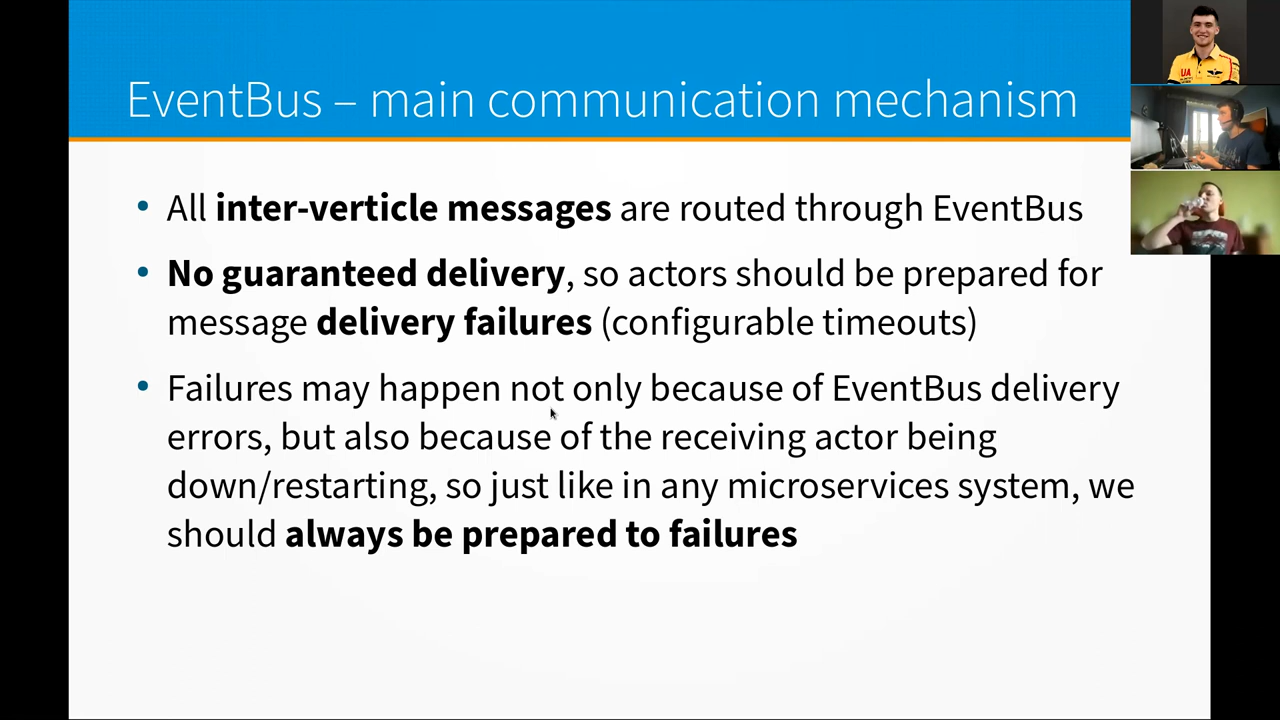 EventBus – main communication mechanism
• All inter-verticle messages are routed through EventBus
• No guaranteed delivery, so actors should be prepared for
message delivery failures (configurable timeouts)
• Failures may happen not only because of EventBus delivery
errors, but also because of the receiving actor being
down/restarting, so just like in any microservices system, we
should always be prepared to failures
UA